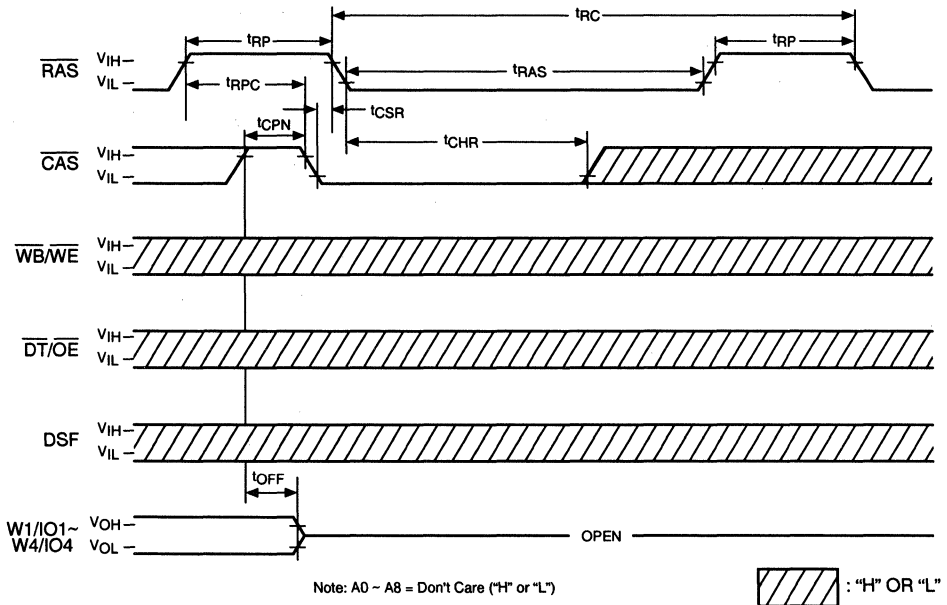 tRC
tRP
tRP
RAS
VIH
VIL
tRPC
tRAS
tCSR
tCPN
tCHR
CAS
VIH
VIL
WB/WE
VIH
VIL
DT/OE
VIH
VIL
DSF
VIH
VIL
tOFF
W1/IO1~
W4/IO4
VOH
VOL
OPEN
Note: A0 ~ A8 = Don't Care ("H" or "L")
: "H" OR "L"